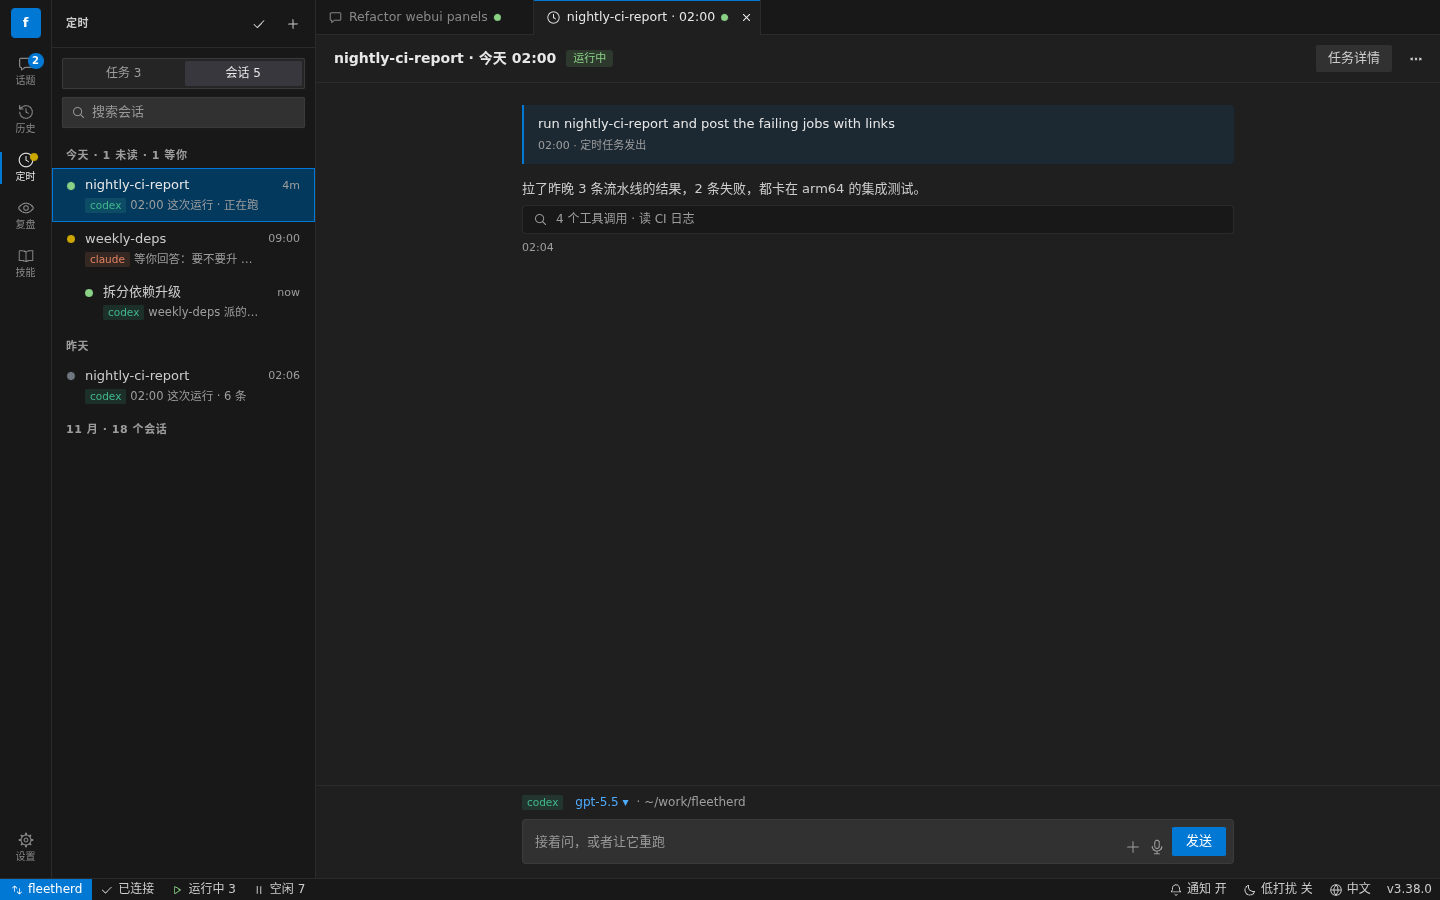 f
定时
2
话题
历史
定时
复盘
技能
设置
任务 3
会话 5
搜索会话
今天 · 1 未读 · 1 等你
nightly-ci-report 4m
codex 02:00 这次运行 · 正在跑
weekly-deps 09:00
claude 等你回答：要不要升 ...
拆分依赖升级 now
codex weekly-deps 派的...
昨天
nightly-ci-report 02:06
codex 02:00 这次运行 · 6 条
11 月 · 18 个会话
Refactor webui panels
nightly-ci-report · 02:00
nightly-ci-report · 今天 02:00 运行中
任务详情
run nightly-ci-report and post the failing jobs with links
02:00 · 定时任务发出
拉了昨晚 3 条流水线的结果，2 条失败，都卡在 arm64 的集成测试。
4 个工具调用 · 读 CI 日志
02:04
codex gpt-5.5 ▾ · ~/work/fleetherd
接着问，或者让它重跑
发送
fleetherd 已连接 运行中 3 空闲 7
通知 开 低打扰 关 中文 v3.38.0